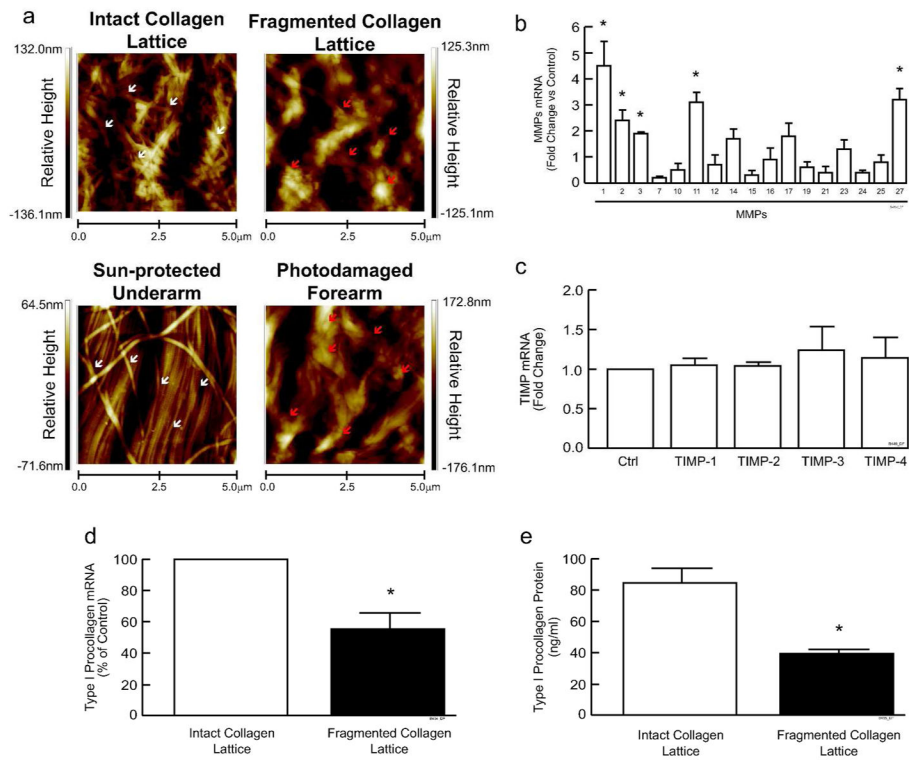 a
Intact Collagen
Lattice
Fragmented Collagen
Lattice
132.0nm
Relative Height
-136.1nm
125.3nm
Relative Height
-125.1nm
0.0
2.5
5.0μm
0.0
2.5
5.0μm
Sun-protected
Underarm
Photodamaged
Forearm
64.5nm
Relative Height
-71.6nm
172.8nm
Relative Height
-176.1nm
0.0
2.5
5.0μm
0.0
2.5
5.0μm
b
MMPs mRNA
(Fold Change vs Control)
6
5
4
3
2
1
0
*
*
*
*
*
1 2 3 7 10 11 12 14 15 16 17 19 21 23 24 25 27
MMPs
c
TIMP mRNA
(Fold Change)
2.0
1.5
1.0
0.5
0.0
Ctrl TIMP-1 TIMP-2 TIMP-3 TIMP-4
d
Type I Procollagen mRNA
(% of Control)
100
80
60
40
20
0
*
Intact Collagen
Lattice
Fragmented Collagen
Lattice
e
Type I Procollagen Protein
(ng/ml)
100
80
60
40
20
0
*
Intact Collagen
Lattice
Fragmented Collagen
Lattice